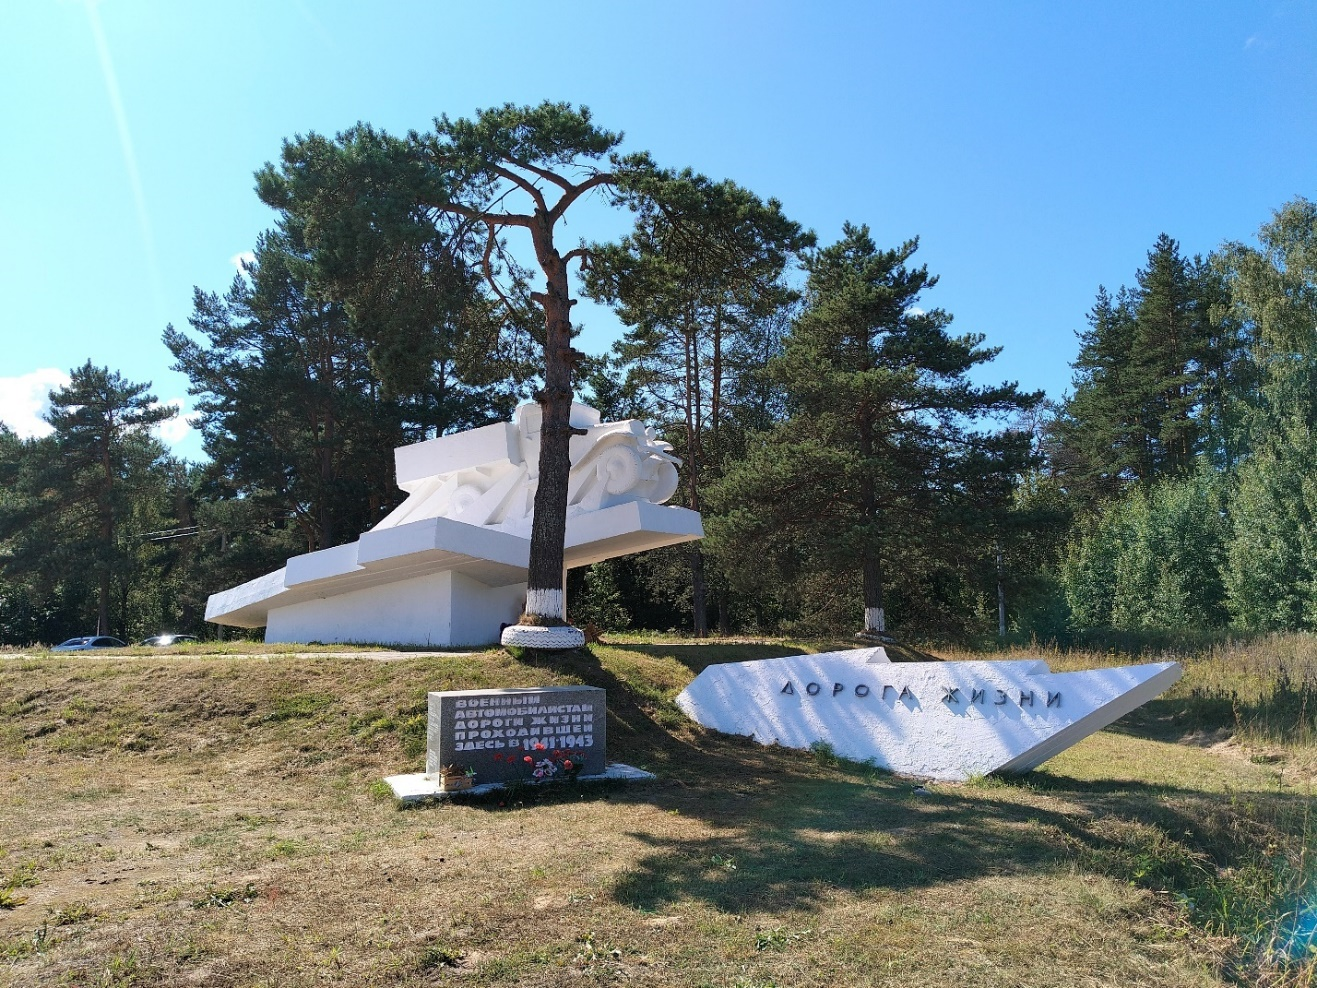 ВОЕННЫМ
АВТОМОБИЛИСТАМ
ДОРОГИ ЖИЗНИ
ПРОХОДИВШЕЙ
ЗДЕСЬ В 1941-1943
ДОРОГА ЖИЗНИ